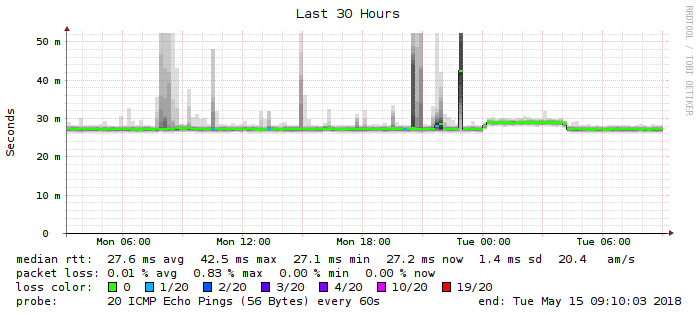 Last 30 Hours
RRDTOOL / TOBI OETIKER
Seconds
50 m
40 m
30 m
20 m
10 m
0
Mon 06:00 Mon 12:00 Mon 18:00 Tue 00:00 Tue 06:00
median rtt: 27.6 ms avg 42.5 ms max 27.1 ms min 27.2 ms now 1.4 ms sd 20.4 am/s
packet loss: 0.01 % avg 0.83 % max 0.00 % min 0.00 % now
loss color: 0 1/20 2/20 3/20 4/20 10/20 19/20
probe: 20 ICMP Echo Pings (56 Bytes) every 60s end: Tue May 15 09:10:03 2018